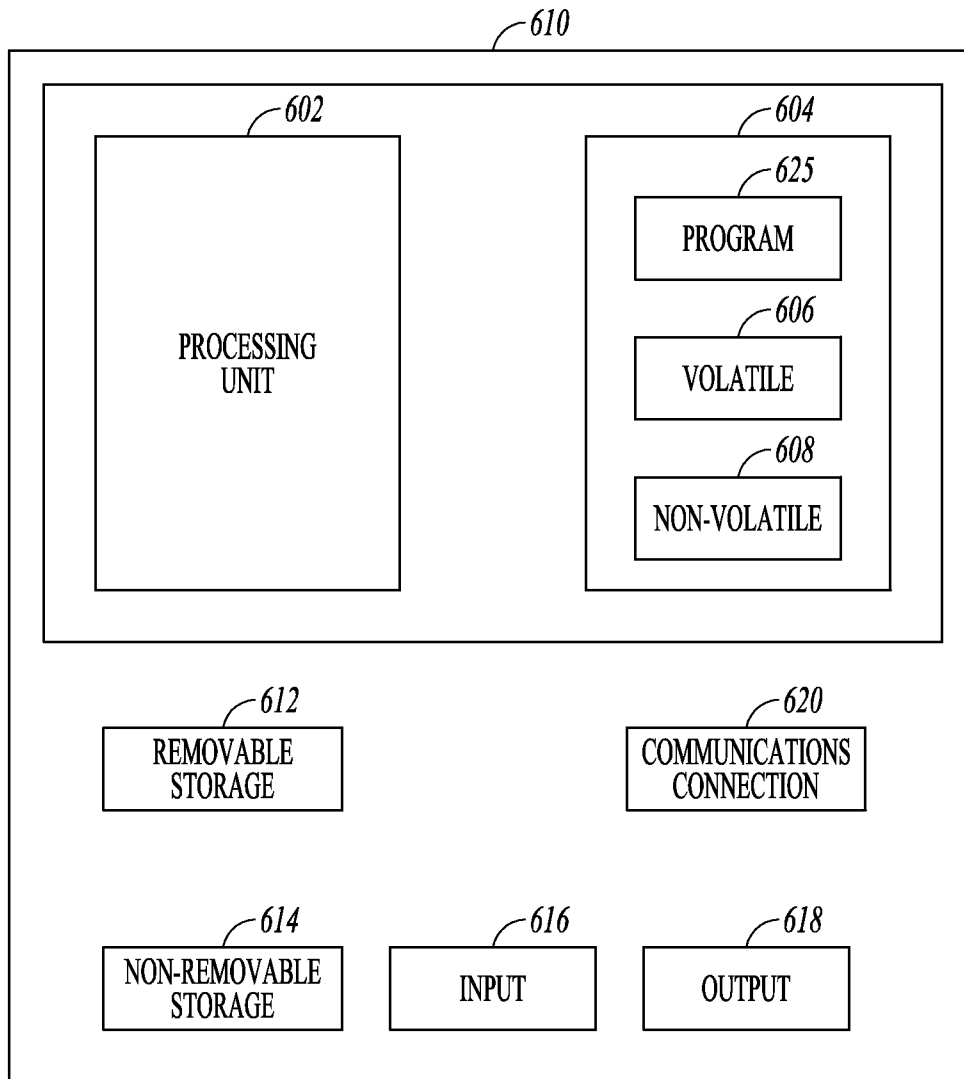 610
602
604
625
PROGRAM
606
PROCESSING
UNIT
VOLATILE
608
NON-VOLATILE
612
620
REMOVABLE
STORAGE
COMMUNICATIONS
CONNECTION
614
616
618
NON-REMOVABLE
STORAGE
INPUT
OUTPUT